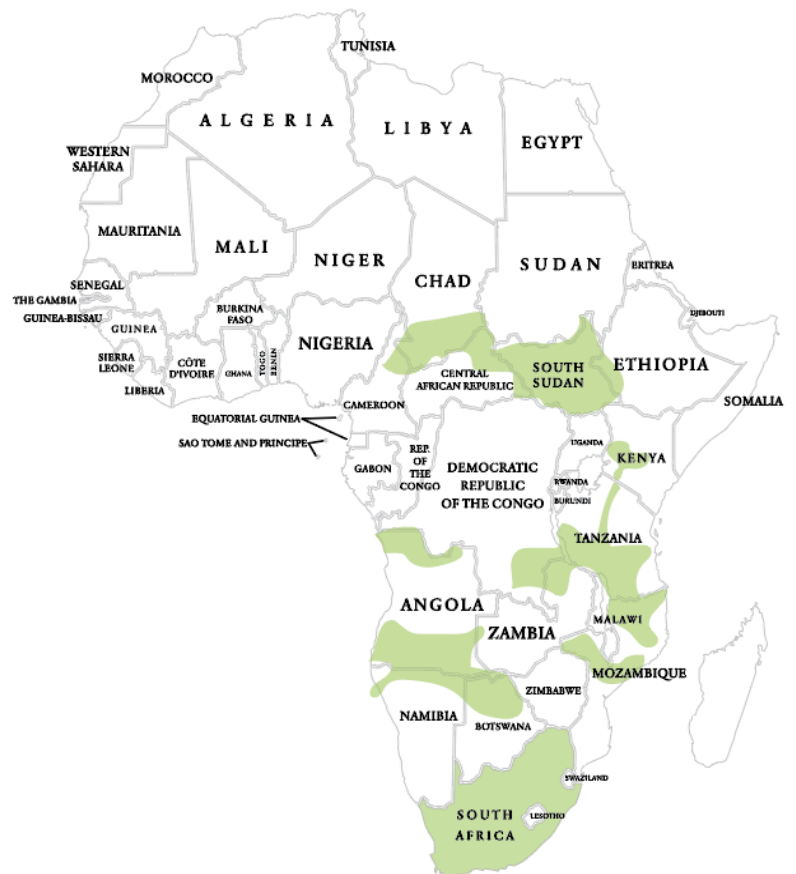 TUNISIA
MOROCCO
ALGERIA
LIBYA
EGYPT
WESTERN
SAHARA
MAURITANIA
MALI
NIGER
CHAD
SUDAN
ERITREA
SENEGAL
THE GAMBIA
GUINEA-BISSAU
GUINEA
BURKINA
FASO
DJIBOUTI
SIERRA
LEONE
CÔTE
D'IVOIRE
GHANA
TOGO
BENIN
NIGERIA
LIBERIA
CENTRAL
AFRICAN REPUBLIC
SOUTH
SUDAN
ETHIOPIA
SOMALIA
CAMEROON
EQUATORIAL GUINEA
SAO TOME AND PRINCIPE
GABON
REP.
OF
THE
CONGO
DEMOCRATIC
REPUBLIC
OF THE CONGO
UGANDA
KENYA
RWANDA
BURUNDI
TANZANIA
ANGOLA
ZAMBIA
MALAWI
MOZAMBIQUE
ZIMBABWE
NAMIBIA
BOTSWANA
SWAZILAND
LESOTHO
SOUTH
AFRICA